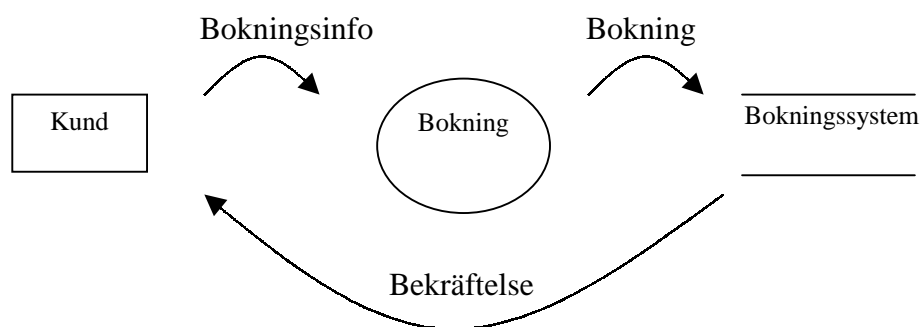 Bokningsinfo
Bokning
Kund
Bokning
Bokningssystem
Bekräftelse